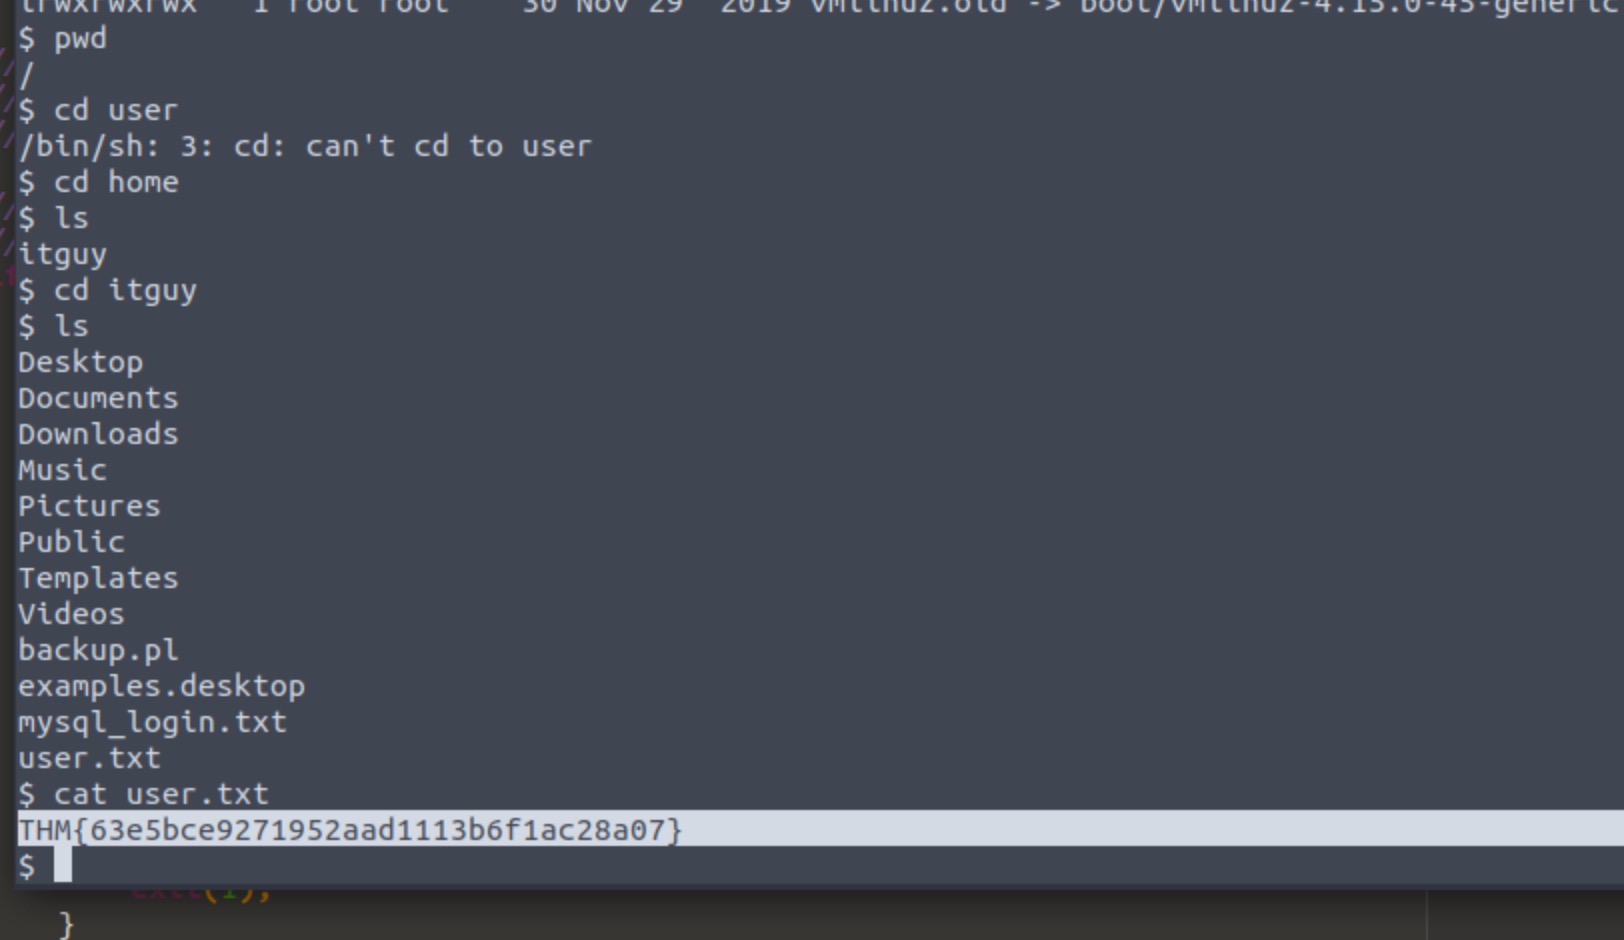 lrwxrwxrwx   1 root root    30 Nov 29  2019 vmlinuz.old -> boot/vmlinuz-4.15.0-45-generic
$ pwd
/
$ cd user
/bin/sh: 3: cd: can't cd to user
$ cd home
$ ls
itguy
$ cd itguy
$ ls
Desktop
Documents
Downloads
Music
Pictures
Public
Templates
Videos
backup.pl
examples.desktop
mysql_login.txt
user.txt
$ cat user.txt
THM{63e5bce9271952aad1113b6f1ac28a07}
$
exit(1);
}